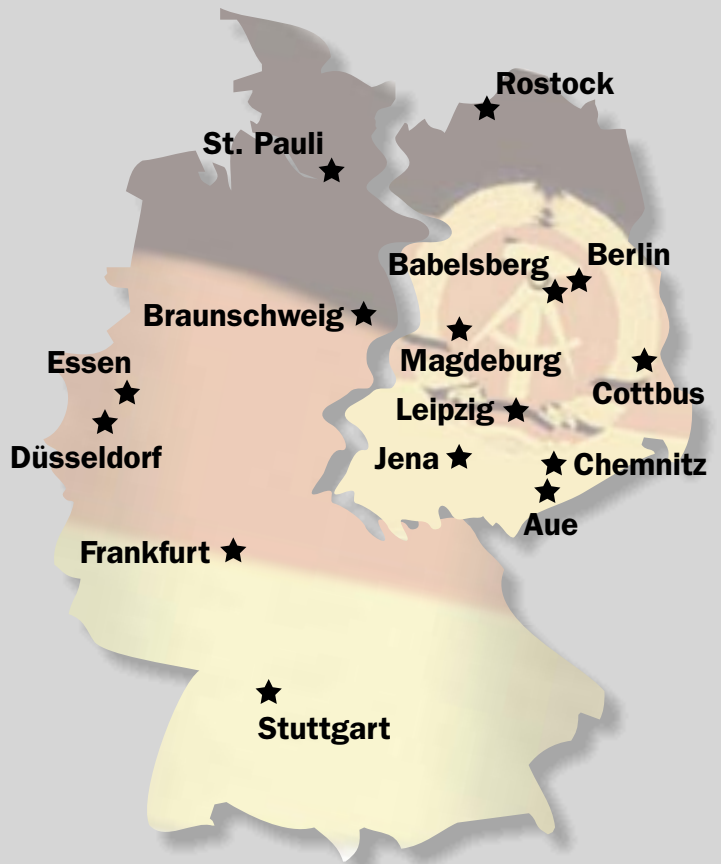 Rostock
St. Pauli
Berlin
Babelsberg
Braunschweig
Magdeburg
Essen
Cottbus
Leipzig
Düsseldorf
Jena
Chemnitz
Aue
Frankfurt
Stuttgart